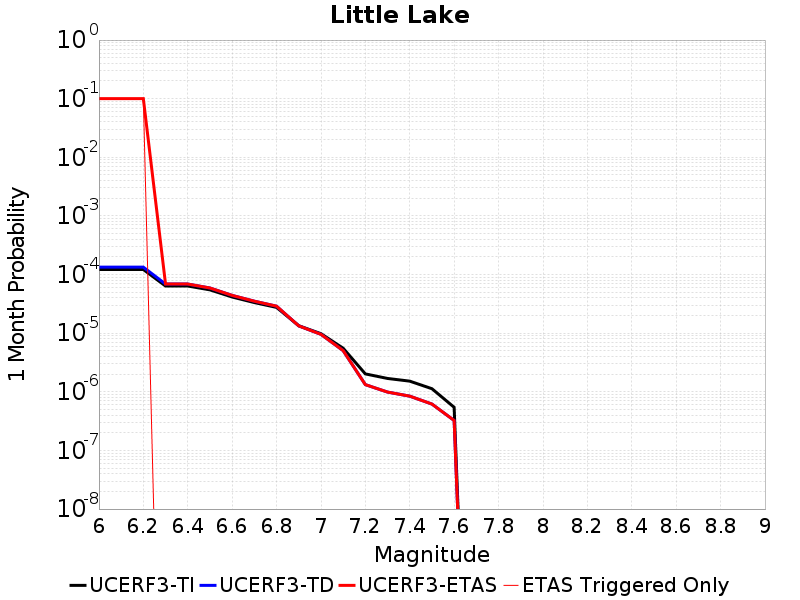 Little Lake
1 Month Probability
10^0
10^-1
10^-2
10^-3
10^-4
10^-5
10^-6
10^-7
10^-8
6 6.2 6.4 6.6 6.8 7 7.2 7.4 7.6 7.8 8 8.2 8.4 8.6 8.8 9
Magnitude
UCERF3-TI UCERF3-TD UCERF3-ETAS ETAS Triggered Only